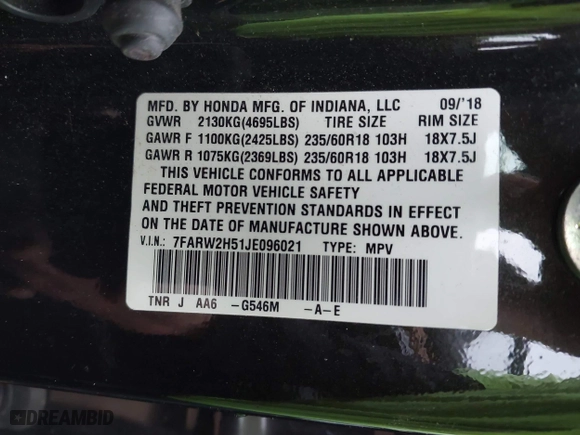 MFD. BY HONDA MFG. OF INDIANA, LLC 09/'18
GVWR 2130KG(4695LBS) TIRE SIZE RIM SIZE
GAWR F 1100KG(2425LBS) 235/60R18 103H 18X7.5J
GAWR R 1075KG(2369LBS) 235/60R18 103H 18X7.5J
THIS VEHICLE CONFORMS TO ALL APPLICABLE
FEDERAL MOTOR VEHICLE SAFETY
AND THEFT PREVENTION STANDARDS IN EFFECT
ON THE DATE OF MANUFACTURE SHOWN ABOVE.
V.I.N.: 7FARW2H51JE096021 TYPE: MPV
TNR J AA6 -G546M -A-E
DREAMBID